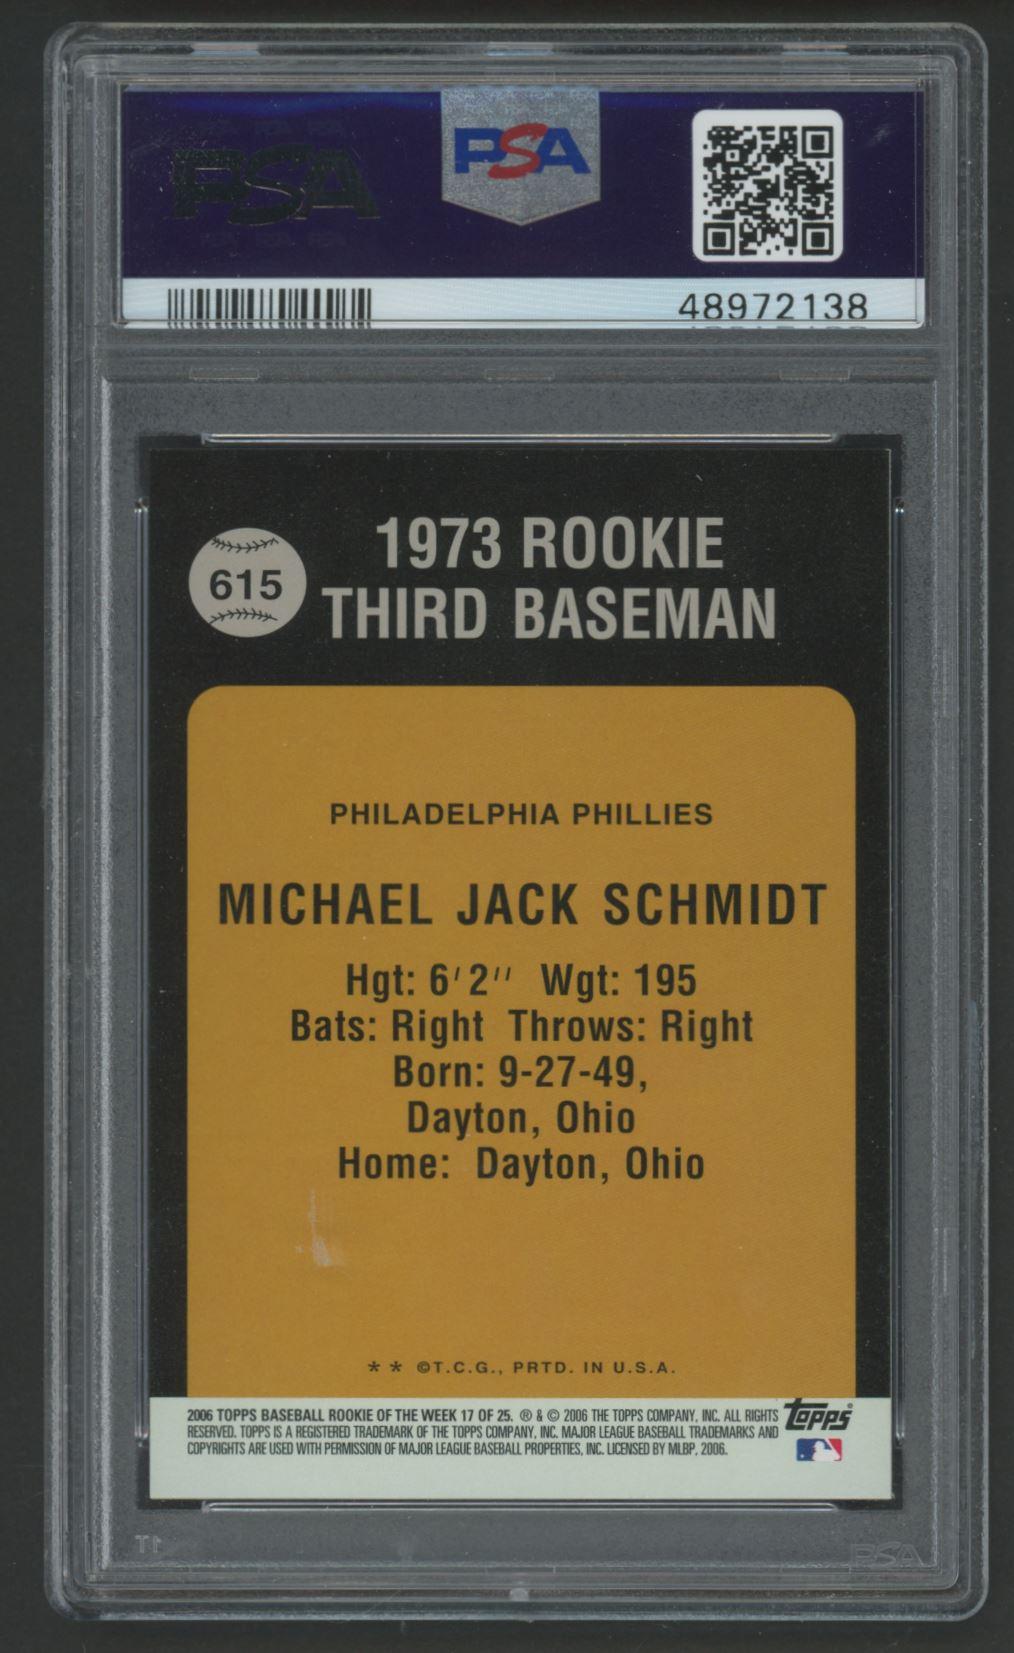 PSA
PSA
48972138
615
1973 ROOKIE
THIRD BASEMAN
PHILADELPHIA PHILLIES
MICHAEL JACK SCHMIDT
Hgt: 6'2'' Wgt: 195
Bats: Right Throws: Right
Born: 9-27-49,
Dayton, Ohio
Home: Dayton, Ohio
** ©T.C.G., PRTD. IN U.S.A.
2006 TOPPS BASEBALL ROOKIE OF THE WEEK 17 OF 25. ® & © 2006 THE TOPPS COMPANY, INC. ALL RIGHTS
RESERVED. TOPPS IS A REGISTERED TRADEMARK OF THE TOPPS COMPANY, INC. MAJOR LEAGUE BASEBALL TRADEMARKS AND
COPYRIGHTS ARE USED WITH PERMISSION OF MAJOR LEAGUE BASEBALL PROPERTIES, INC. LICENSED BY MLBP, 2006.
topps
PSA